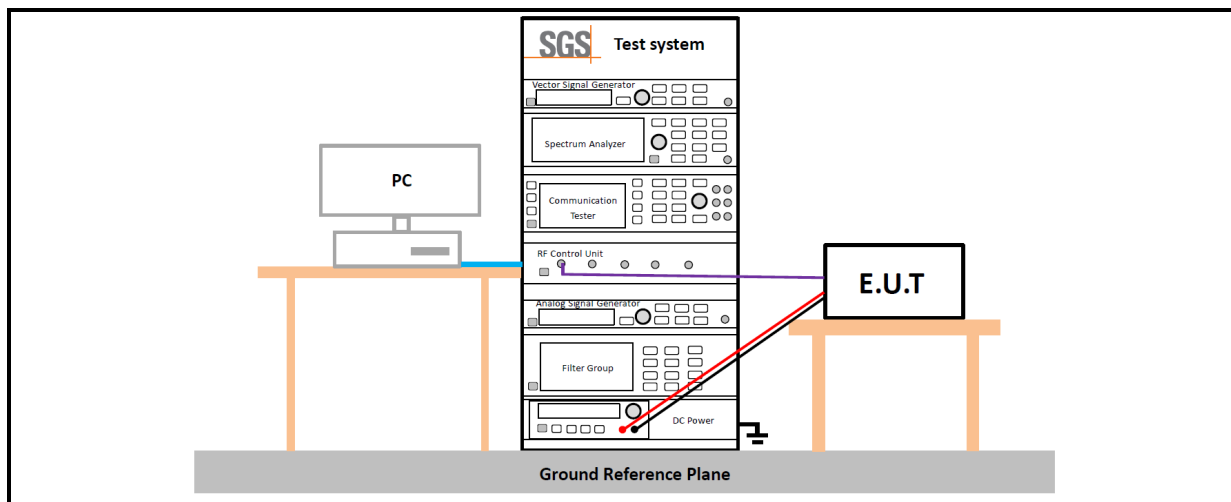 SGS Test system
Vector Signal Generator
Spectrum Analyzer
PC
Communication
Tester
RF Control Unit
E.U.T
Analog Signal Generator
Filter Group
DC Power
Ground Reference Plane